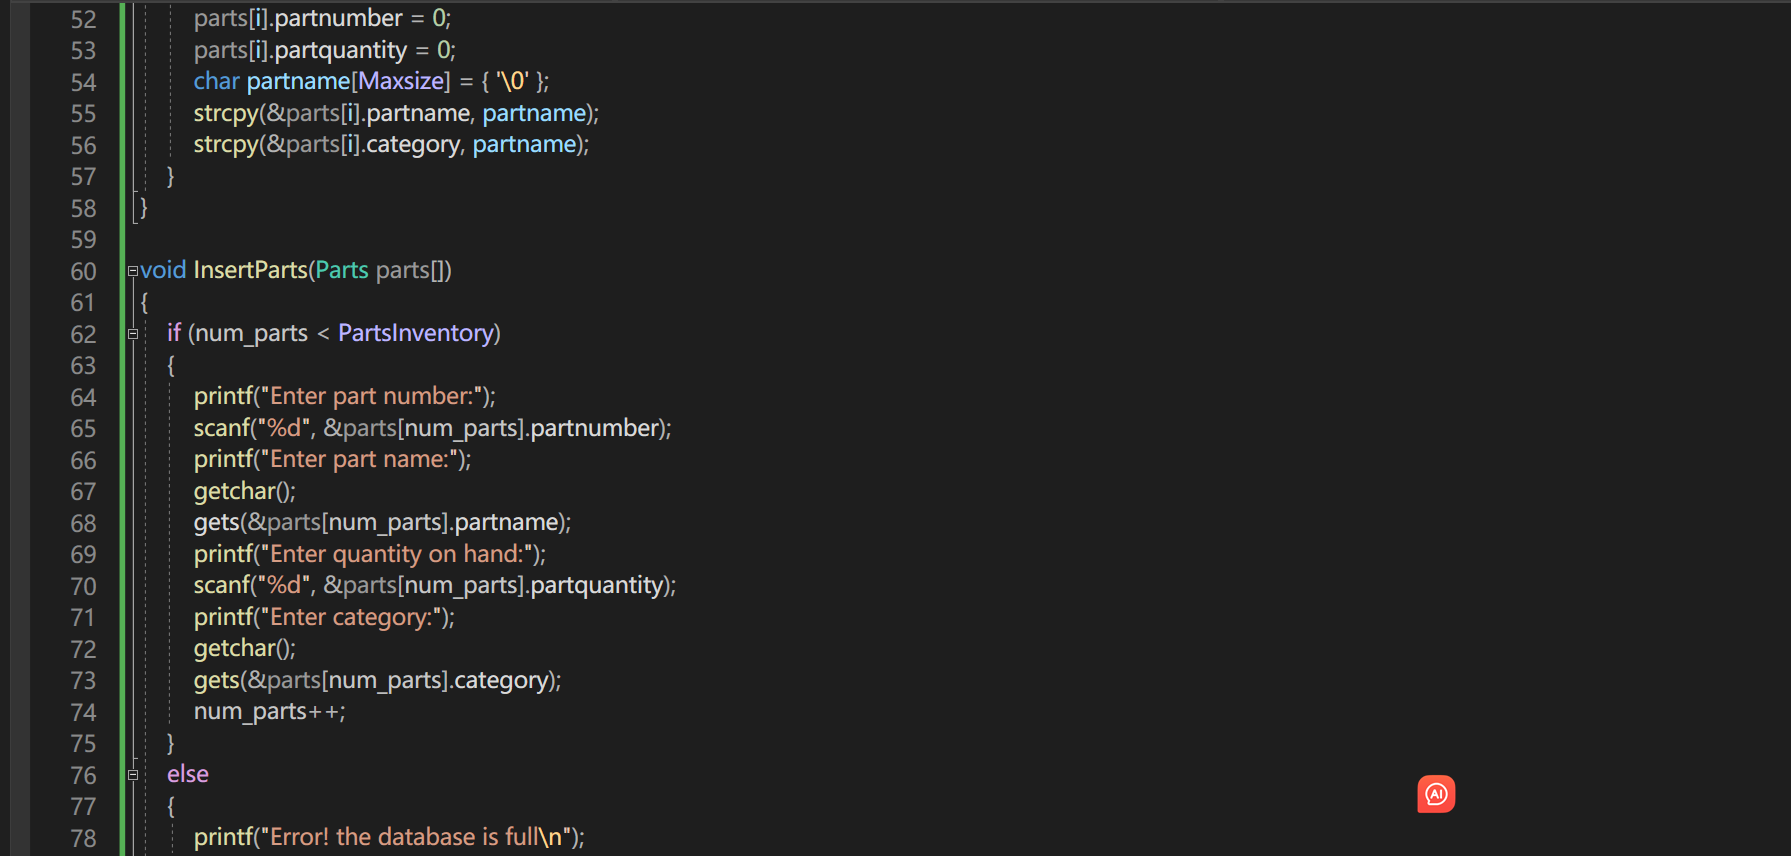 52 parts[i].partnumber = 0;
53 parts[i].partquantity = 0;
54 char partname[Maxsize] = { '\0' };
55 strcpy(&parts[i].partname, partname);
56 strcpy(&parts[i].category, partname);
57 }
58 }
59
60 void InsertParts(Parts parts[])
61 {
62 if (num_parts < PartsInventory)
63 {
64 printf("Enter part number:");
65 scanf("%d", &parts[num_parts].partnumber);
66 printf("Enter part name:");
67 getchar();
68 gets(&parts[num_parts].partname);
69 printf("Enter quantity on hand:");
70 scanf("%d", &parts[num_parts].partquantity);
71 printf("Enter category:");
72 getchar();
73 gets(&parts[num_parts].category);
74 num_parts++;
75 }
76 else
77 {
AI
78 printf("Error! the database is full\n");